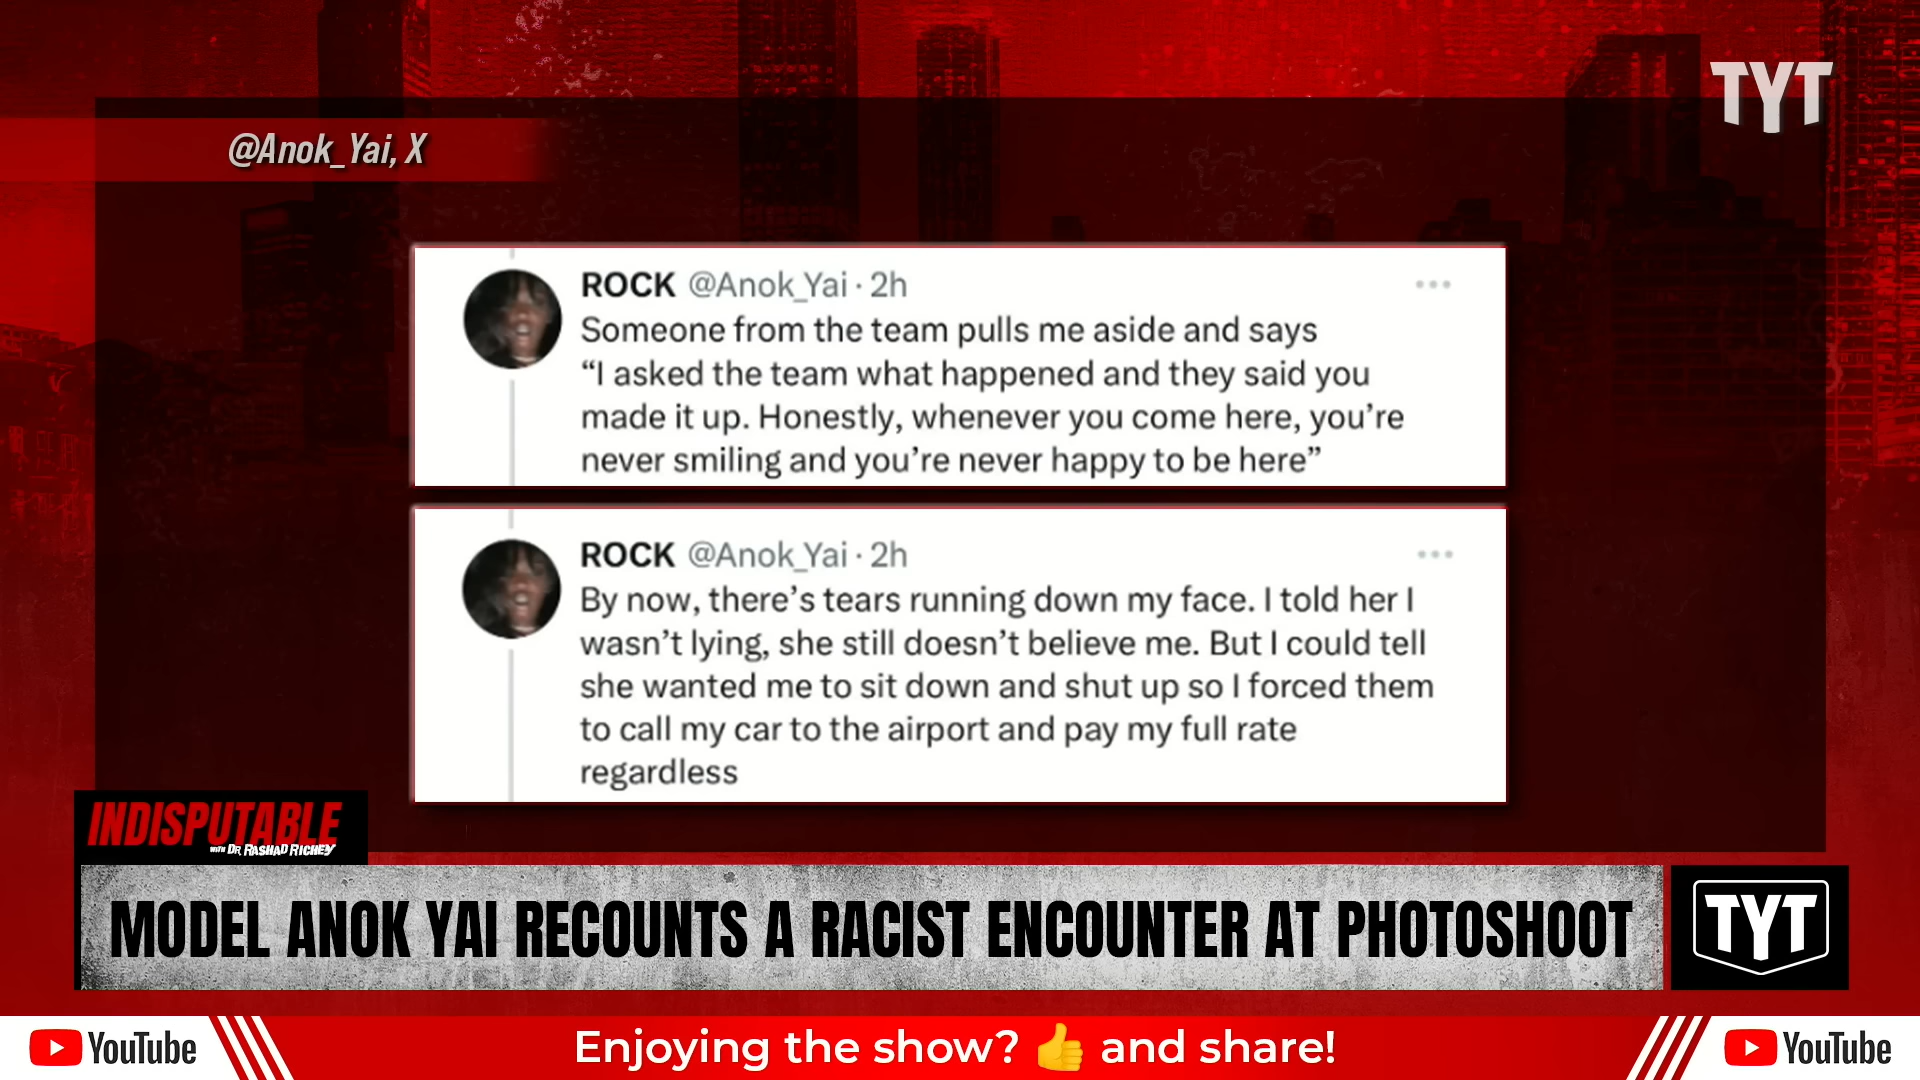 TYT
@Anok_Yai, X
ROCK @Anok_Yai · 2h
Someone from the team pulls me aside and says
“I asked the team what happened and they said you
made it up. Honestly, whenever you come here, you’re
never smiling and you’re never happy to be here”
ROCK @Anok_Yai · 2h
By now, there’s tears running down my face. I told her I
wasn’t lying, she still doesn’t believe me. But I could tell
she wanted me to sit down and shut up so I forced them
to call my car to the airport and pay my full rate
regardless
INDISPUTABLE
WITH DR RASHAD RICHEY
MODEL ANOK YAI RECOUNTS A RACIST ENCOUNTER AT PHOTOSHOOT
TYT
YouTube
Enjoying the show? 👍 and share!
YouTube